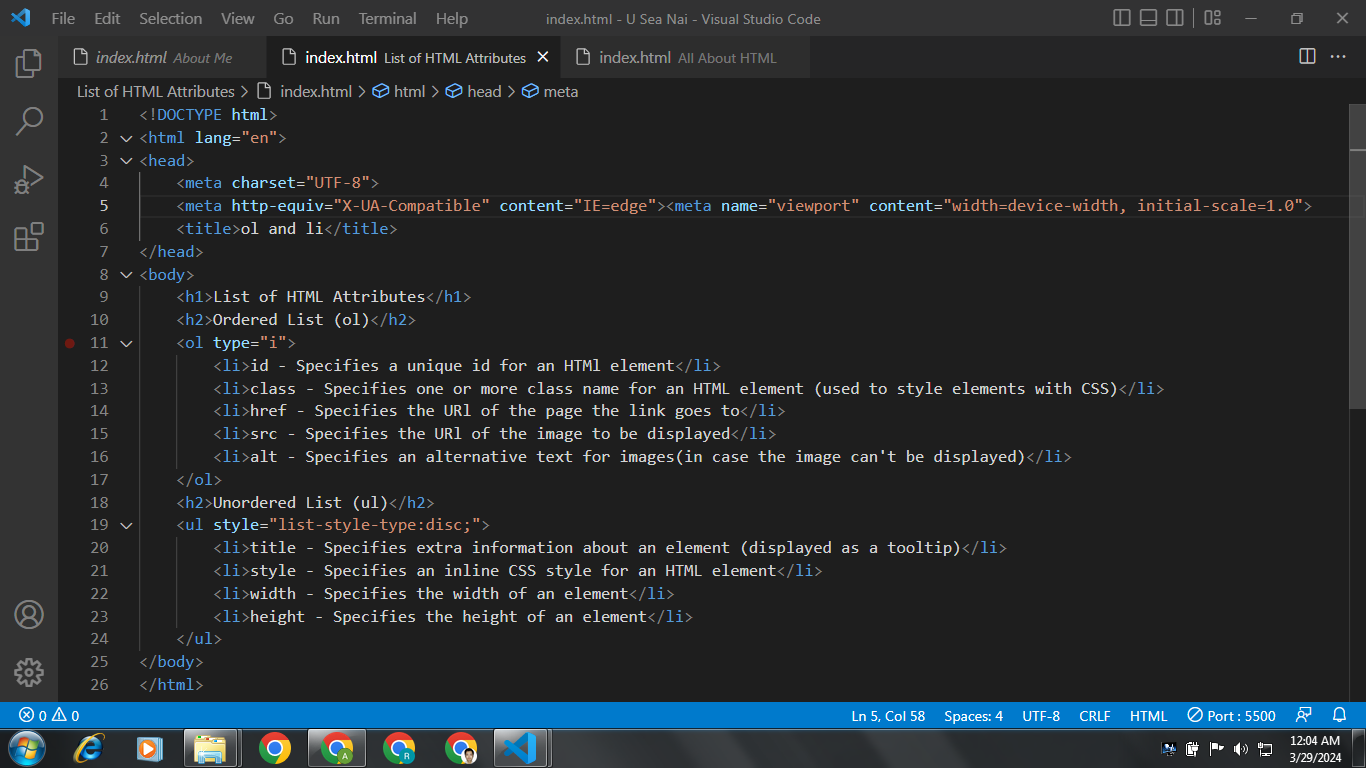 File Edit Selection View Go Run Terminal Help index.html - U Sea Nai - Visual Studio Code
index.html About Me index.html List of HTML Attributes index.html All About HTML
List of HTML Attributes > index.html > html > head > meta
1 <!DOCTYPE html>
2 <html lang="en">
3 <head>
4 <meta charset="UTF-8">
5 <meta http-equiv="X-UA-Compatible" content="IE=edge"><meta name="viewport" content="width=device-width, initial-scale=1.0">
6 <title>ol and li</title>
7 </head>
8 <body>
9 <h1>List of HTML Attributes</h1>
10 <h2>Ordered List (ol)</h2>
11 <ol type="i">
12 <li>id - Specifies a unique id for an HTMl element</li>
13 <li>class - Specifies one or more class name for an HTML element (used to style elements with CSS)</li>
14 <li>href - Specifies the URl of the page the link goes to</li>
15 <li>src - Specifies the URl of the image to be displayed</li>
16 <li>alt - Specifies an alternative text for images(in case the image can't be displayed)</li>
17 </ol>
18 <h2>Unordered List (ul)</h2>
19 <ul style="list-style-type:disc;">
20 <li>title - Specifies extra information about an element (displayed as a tooltip)</li>
21 <li>style - Specifies an inline CSS style for an HTML element</li>
22 <li>width - Specifies the width of an element</li>
23 <li>height - Specifies the height of an element</li>
24 </ul>
25 </body>
26 </html>
0 0 Ln 5, Col 58 Spaces: 4 UTF-8 CRLF HTML Port : 5500
A R
12:04 AM
3/29/2024